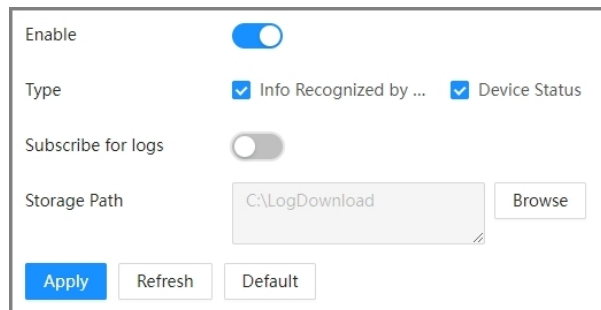 Enable
Type Info Recognized by ... Device Status
Subscribe for logs
Storage Path C:\LogDownload Browse
Apply Refresh Default